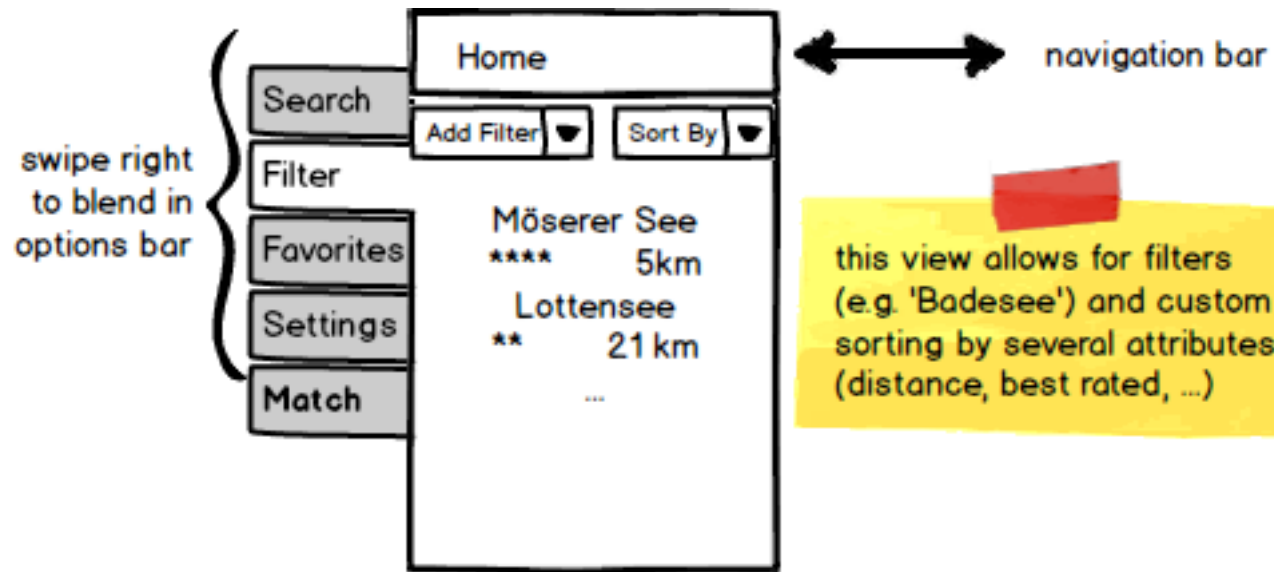 Home
navigation bar
Search
Filter
Favorites
Settings
Match
swipe right
to blend in
options bar
Add Filter
Sort By
Möserer See
**** 5km
Lottensee
** 21 km
...
this view allows for filters
(e.g. 'Badesee') and custom
sorting by several attributes
(distance, best rated, ...)